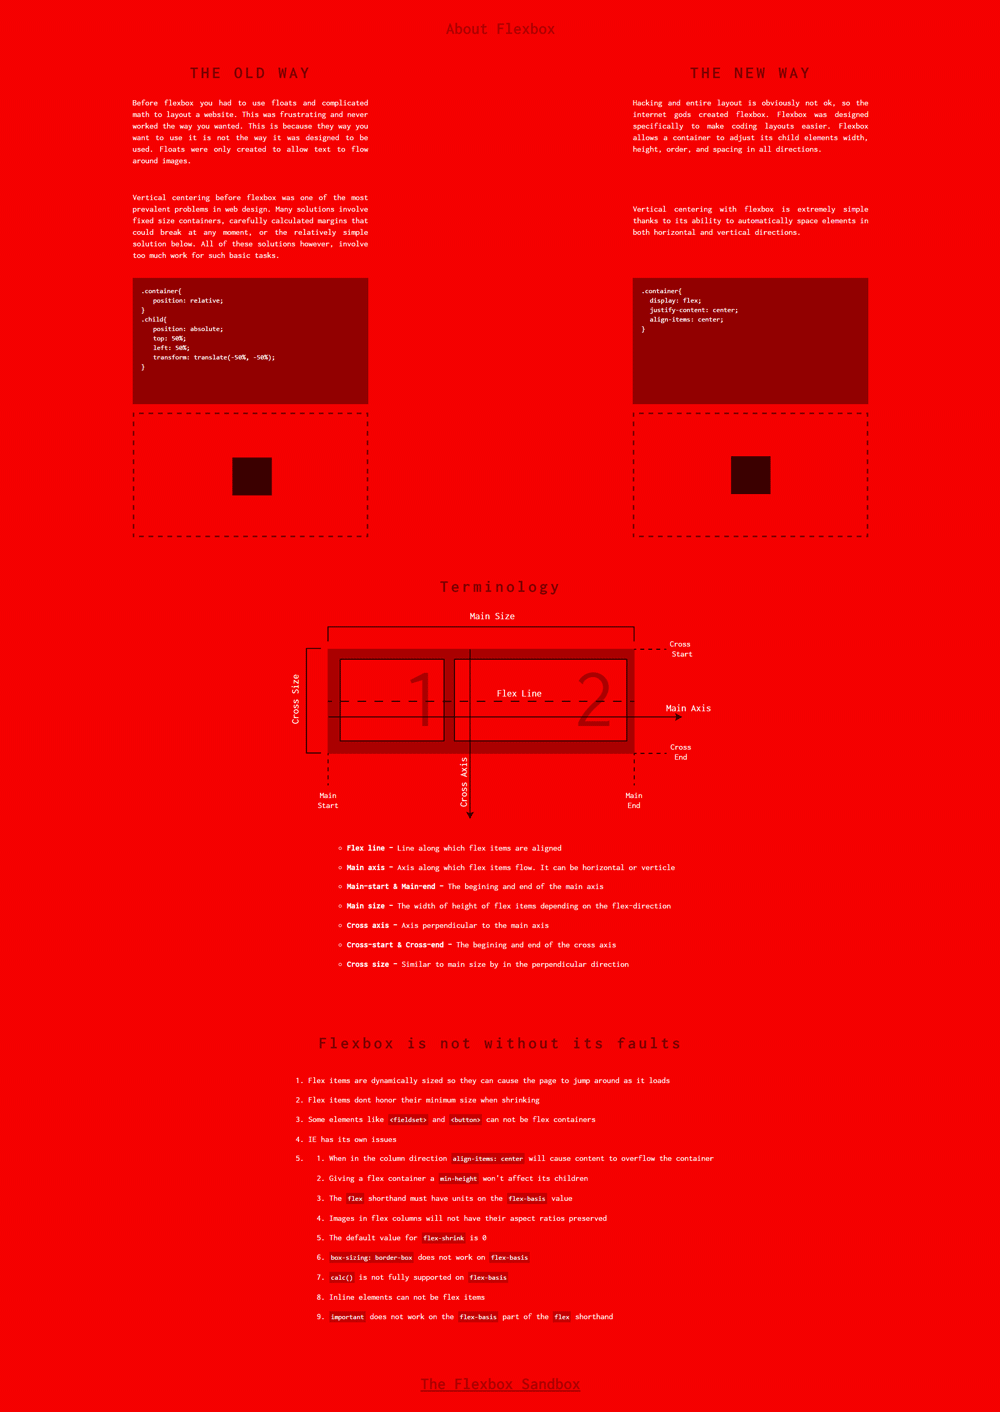 About Flexbox
THE OLD WAY
Before flexbox you had to use floats and complicated
math to layout a website. This was frustrating and never
worked the way you wanted. This is because they way you
want to use it is not the way it was designed to be
used. Floats were only created to allow text to flow
around images.
Vertical centering before flexbox was one of the most
prevalent problems in web design. Many solutions involve
fixed size containers, carefully calculated margins that
could break at any moment, or the relatively simple
solution below. All of these solutions however, involve
too much work for such basic tasks.
.container{
position: relative;
}
.child{
position: absolute;
top: 50%;
left: 50%;
transform: translate(-50%, -50%);
}
THE NEW WAY
Hacking and entire layout is obviously not ok, so the
internet gods created flexbox. Flexbox was designed
specifically to make coding layouts easier. Flexbox
allows a container to adjust its child elements width,
height, order, and spacing in all directions.
Vertical centering with flexbox is extremely simple
thanks to its ability to automatically space elements in
both horizontal and vertical directions.
.container{
display: flex;
justify-content: center;
align-items: center;
}
Terminology
Main Size
Cross
Start
Cross Size
1
2
Flex Line
Main Axis
Cross
End
Cross Axis
Main
Start
Main
End
Flex line - Line along which flex items are aligned
Main axis - Axis along which flex items flow. It can be horizontal or verticle
Main-start & Main-end - The begining and end of the main axis
Main size - The width of height of flex items depending on the flex-direction
Cross axis - Axis perpendicular to the main axis
Cross-start & Cross-end - The begining and end of the cross axis
Cross size - Similar to main size by in the perpendicular direction
Flexbox is not without its faults
1. Flex items are dynamically sized so they can cause the page to jump around as it loads
2. Flex items dont honor their minimum size when shrinking
3. Some elements like <fieldset> and <button> can not be flex containers
4. IE has its own issues
5. 1. When in the column direction align-items: center will cause content to overflow the container
2. Giving a flex container a min-height won't affect its children
3. The flex shorthand must have units on the flex-basis value
4. Images in flex columns will not have their aspect ratios preserved
5. The default value for flex-shrink is 0
6. box-sizing: border-box does not work on flex-basis
7. calc() is not fully supported on flex-basis
8. Inline elements can not be flex items
9. important does not work on the flex-basis part of the flex shorthand
The Flexbox Sandbox